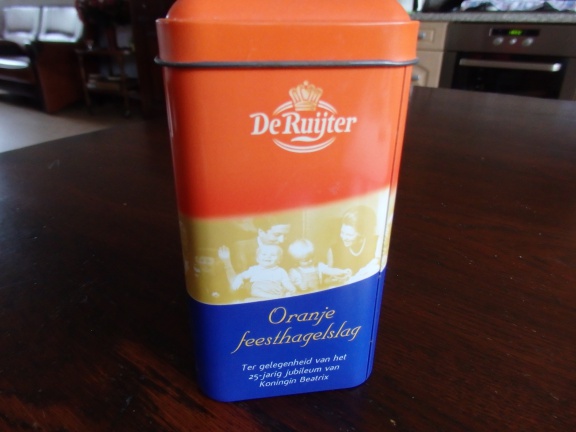 De Ruijter
Oranje
feesthagelslag
Ter gelegenheid van het
25-jarig jubileum van
Koningin Beatrix